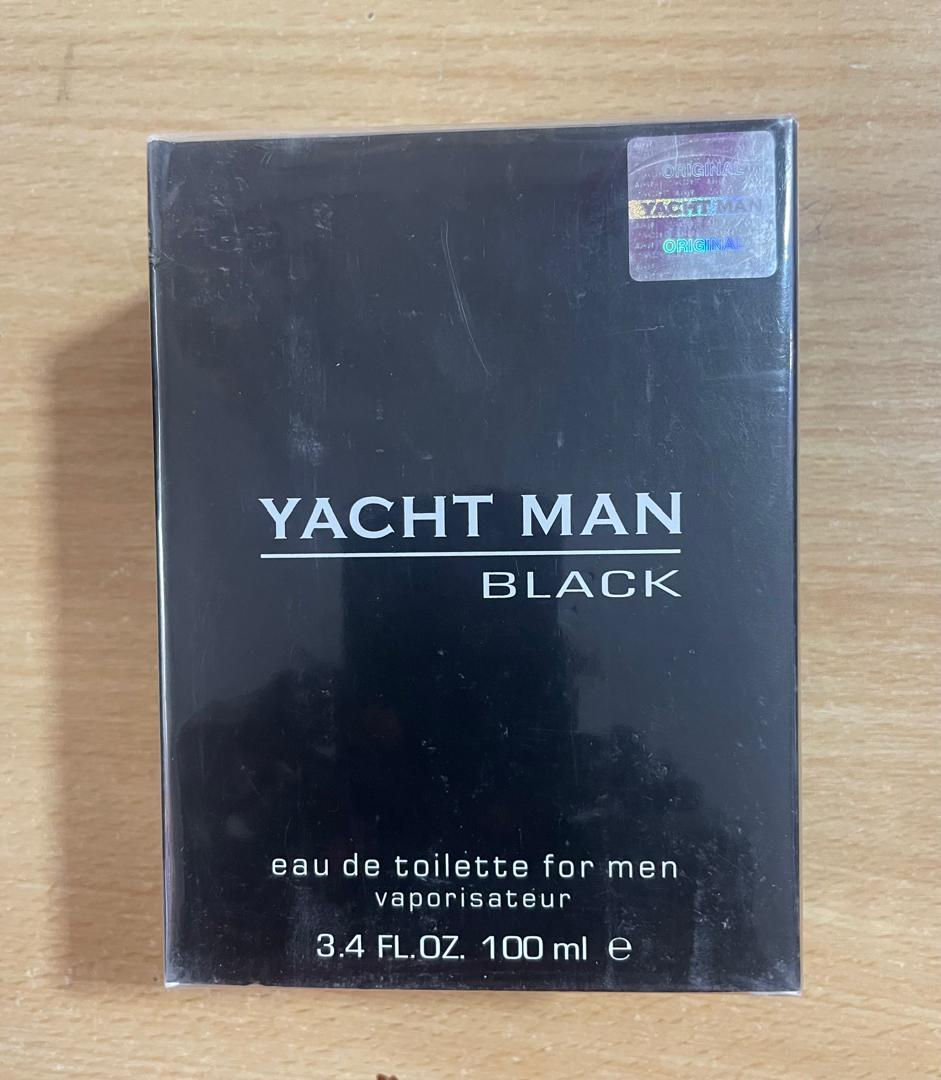 ORIGINAL
YACHT MAN
ORIGINAL
YACHT MAN
BLACK
eau de toilette for men
vaporisateur
3.4 FL.OZ. 100 ml ℮